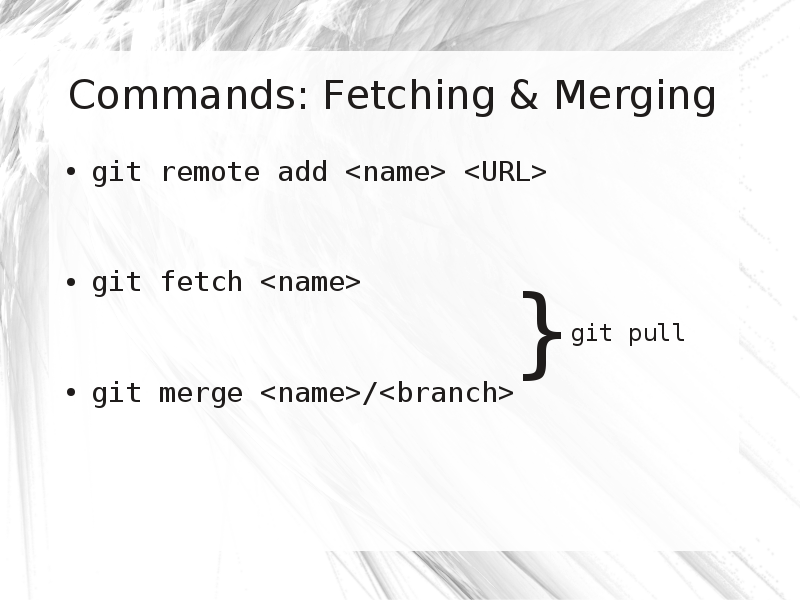 Commands: Fetching & Merging
• git remote add <name> <URL>
• git fetch <name>
} git pull
• git merge <name>/<branch>